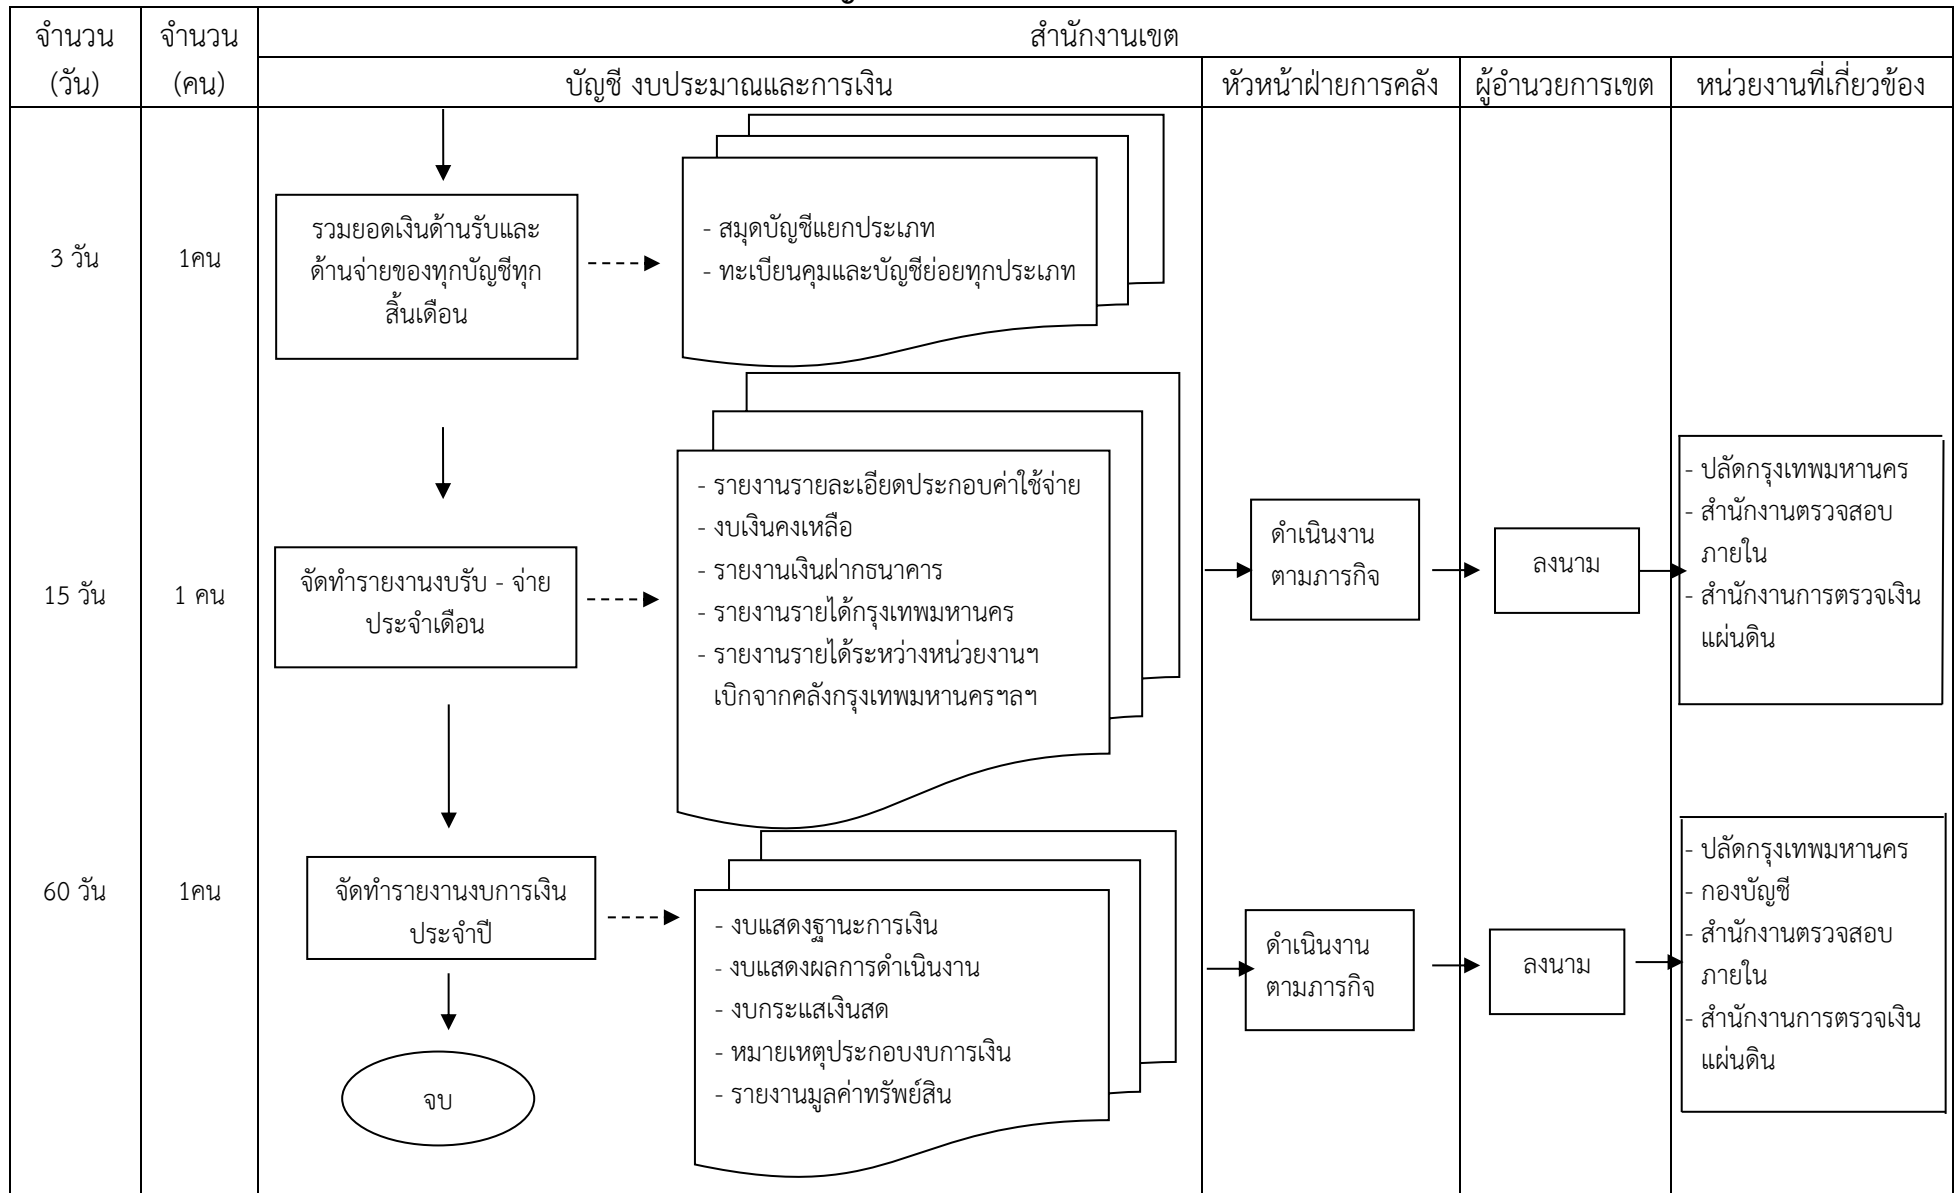 จำนวน
(วัน)
จำนวน
(คน)
สำนักงานเขต
บัญชี งบประมาณและการเงิน
หัวหน้าฝ่ายการคลัง
ผู้อำนวยการเขต
หน่วยงานที่เกี่ยวข้อง
3 วัน
1คน
รวมยอดเงินด้านรับและ
ด้านจ่ายของทุกบัญชีทุก
สิ้นเดือน
- สมุดบัญชีแยกประเภท
- ทะเบียนคุมและบัญชีย่อยทุกประเภท
15 วัน
1 คน
จัดทำรายงานงบรับ - จ่าย
ประจำเดือน
- รายงานรายละเอียดประกอบค่าใช้จ่าย
- งบเงินคงเหลือ
- รายงานเงินฝากธนาคาร
- รายงานรายได้กรุงเทพมหานคร
- รายงานรายได้ระหว่างหน่วยงานฯ
เบิกจากคลังกรุงเทพมหานครฯลฯ
ดำเนินงาน
ตามภารกิจ
ลงนาม
- ปลัดกรุงเทพมหานคร
- สำนักงานตรวจสอบ
ภายใน
- สำนักงานการตรวจเงิน
แผ่นดิน
60 วัน
1คน
จัดทำรายงานงบการเงิน
ประจำปี
- งบแสดงฐานะการเงิน
- งบแสดงผลการดำเนินงาน
- งบกระแสเงินสด
- หมายเหตุประกอบงบการเงิน
- รายงานมูลค่าทรัพย์สิน
ดำเนินงาน
ตามภารกิจ
ลงนาม
- ปลัดกรุงเทพมหานคร
- กองบัญชี
- สำนักงานตรวจสอบ
ภายใน
- สำนักงานการตรวจเงิน
แผ่นดิน
จบ